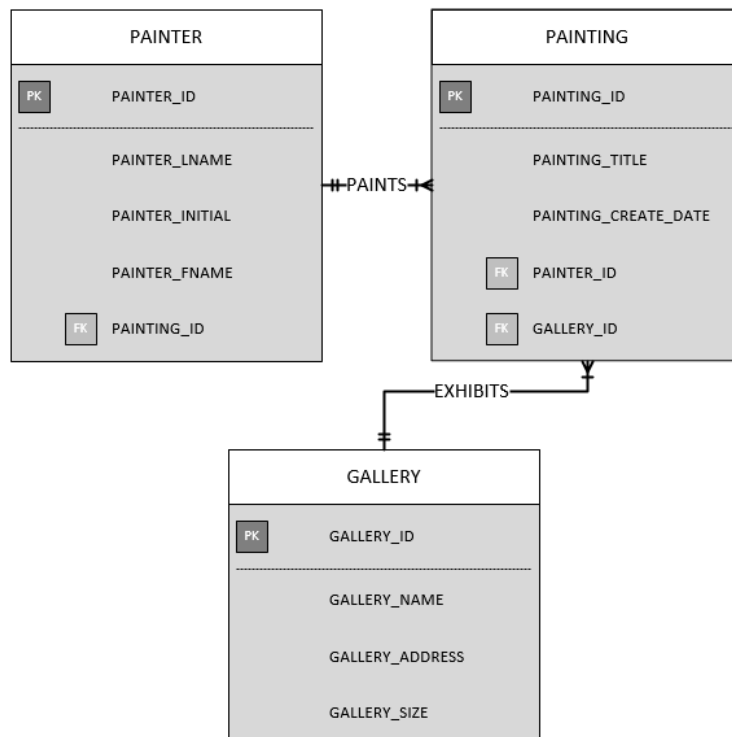 PAINTER
PK PAINTER_ID
PAINTER_LNAME
PAINTER_INITIAL
PAINTER_FNAME
FK PAINTING_ID
PAINTS
PAINTING
PK PAINTING_ID
PAINTING_TITLE
PAINTING_CREATE_DATE
FK PAINTER_ID
FK GALLERY_ID
EXHIBITS
GALLERY
PK GALLERY_ID
GALLERY_NAME
GALLERY_ADDRESS
GALLERY_SIZE